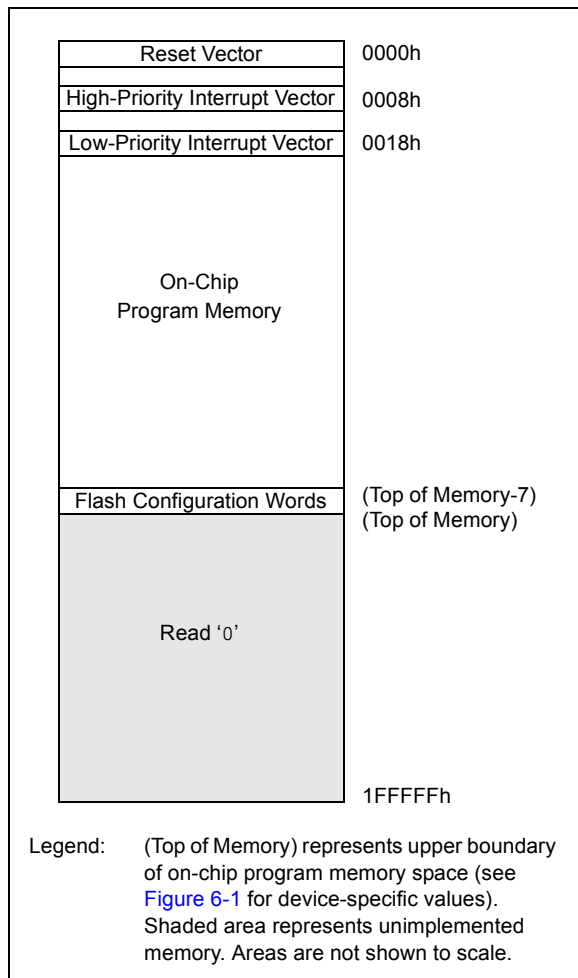 Reset Vector 0000h
High-Priority Interrupt Vector 0008h
Low-Priority Interrupt Vector 0018h
On-Chip
Program Memory
Flash Configuration Words (Top of Memory-7)
(Top of Memory)
Read ‘0’
1FFFFFh
Legend: (Top of Memory) represents upper boundary
of on-chip program memory space (see
Figure 6-1 for device-specific values).
Shaded area represents unimplemented
memory. Areas are not shown to scale.